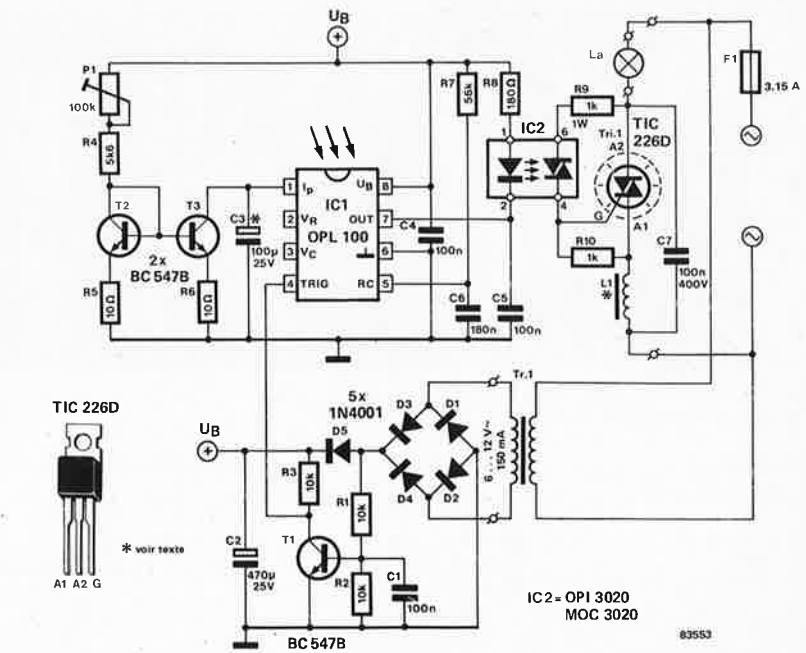 UB
P1
100k
R4
5k6
R7
56k
R8
180Ω
La
F1
3.15 A
R9
1k
1W
IC2
1
6
2
4
Tri.1
TIC
226D
A2
G
A1
T2
T3
2x
BC 547B
R5
10Ω
R6
10Ω
C3 *
100µ
25V
1 Ip
UB 8
IC1
2 VR
OUT 7
OPL 100
3 VC
⊥ 6
4 TRIG
RC 5
C4
100n
C6
180n
C5
100n
R10
1k
L1
*
C7
100n
400V
TIC 226D
A1 A2 G
* voir texte
UB
5x
1N4001
D5
D3
D1
D4
D2
Tr.1
6 ... 12 V~
150 mA
R3
10k
R1
10k
C2
470µ
25V
T1
R2
10k
C1
100n
BC 547B
IC2= OPI 3020
MOC 3020
83553